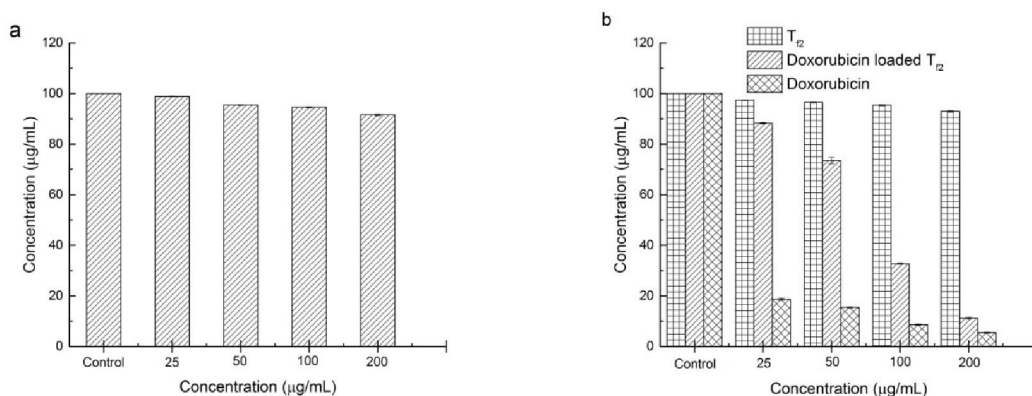 a
120
100
80
60
40
20
0
Concentration (μg/mL)
Control 25 50 100 200
Concentration (μg/mL)
b
T_f2
Doxorubicin loaded T_f2
Doxorubicin
120
100
80
60
40
20
0
Concentration (μg/mL)
Control 25 50 100 200
Concentration (μg/mL)